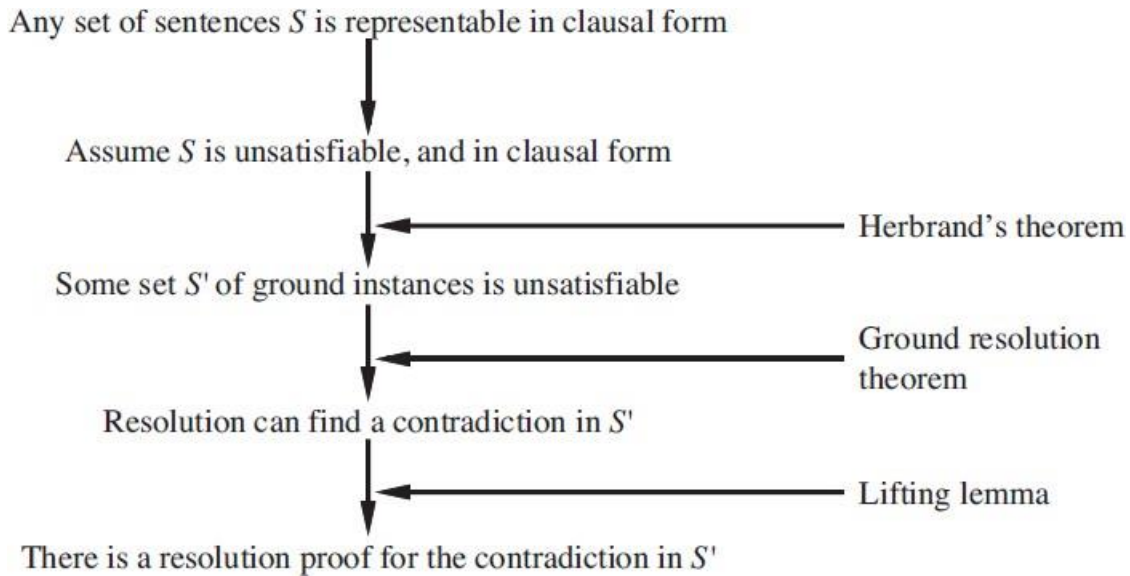 Any set of sentences S is representable in clausal form
Assume S is unsatisfiable, and in clausal form
Herbrand's theorem
Some set S' of ground instances is unsatisfiable
Ground resolution
theorem
Resolution can find a contradiction in S'
Lifting lemma
There is a resolution proof for the contradiction in S'